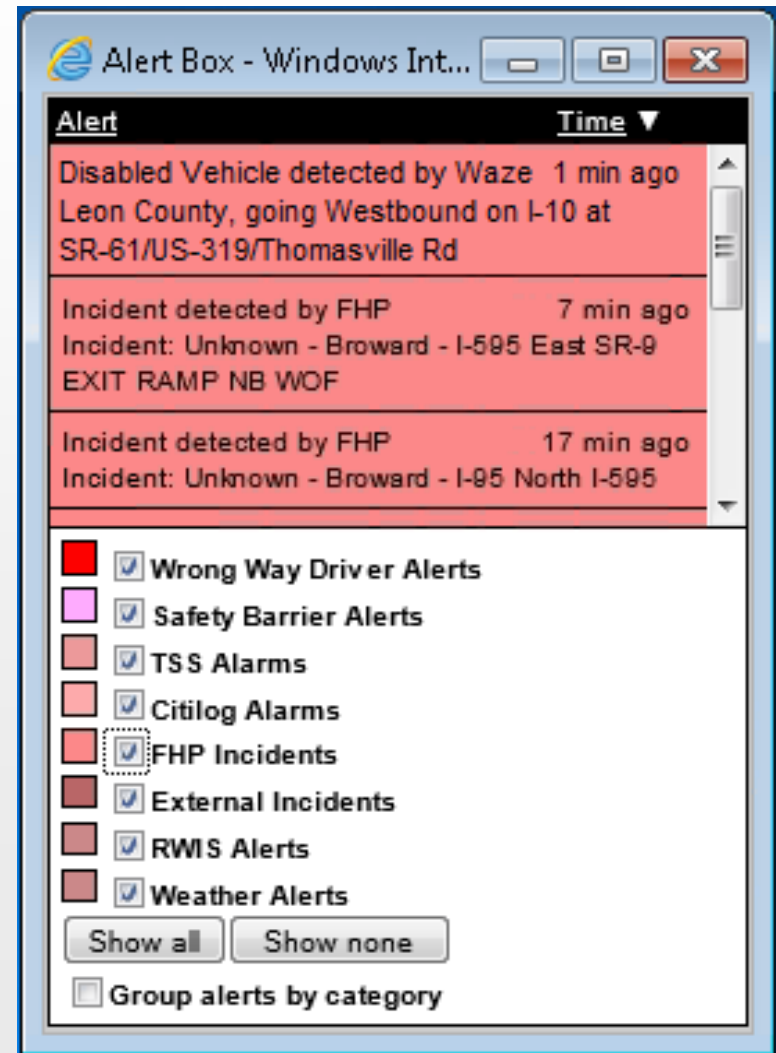 Alert Box - Windows Int...
Alert Time ▼
Disabled Vehicle detected by Waze 1 min ago
Leon County, going Westbound on I-10 at
SR-61/US-319/Thomasville Rd
Incident detected by FHP 7 min ago
Incident: Unknown - Broward - I-595 East SR-9
EXIT RAMP NB WOF
Incident detected by FHP 17 min ago
Incident: Unknown - Broward - I-95 North I-595
Wrong Way Driver Alerts
Safety Barrier Alerts
TSS Alarms
Citilog Alarms
FHP Incidents
External Incidents
RWIS Alerts
Weather Alerts
Show all Show none
Group alerts by category